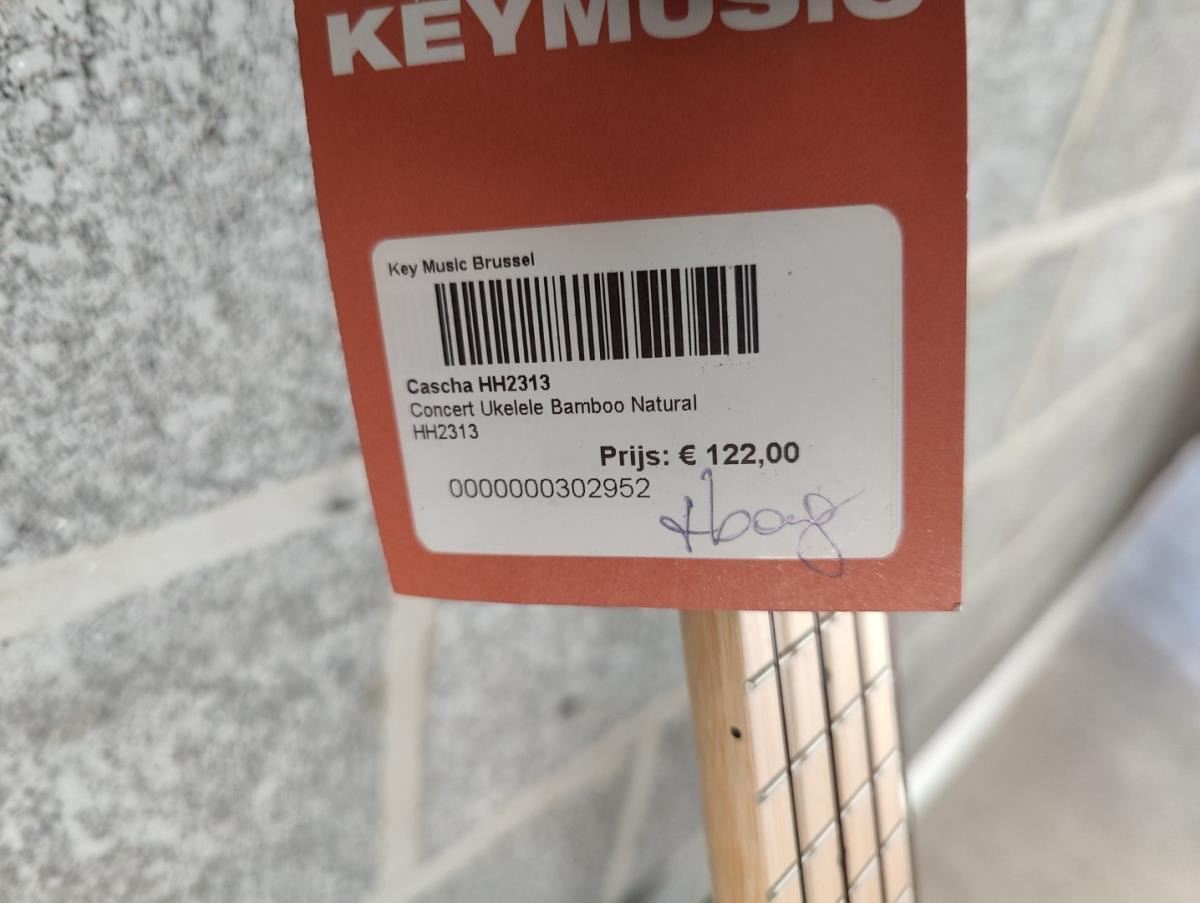 KEYMUSIC
Key Music Brussel
Cascha HH2313
Concert Ukelele Bamboo Natural
HH2313
Prijs: € 122,00
0000000302952